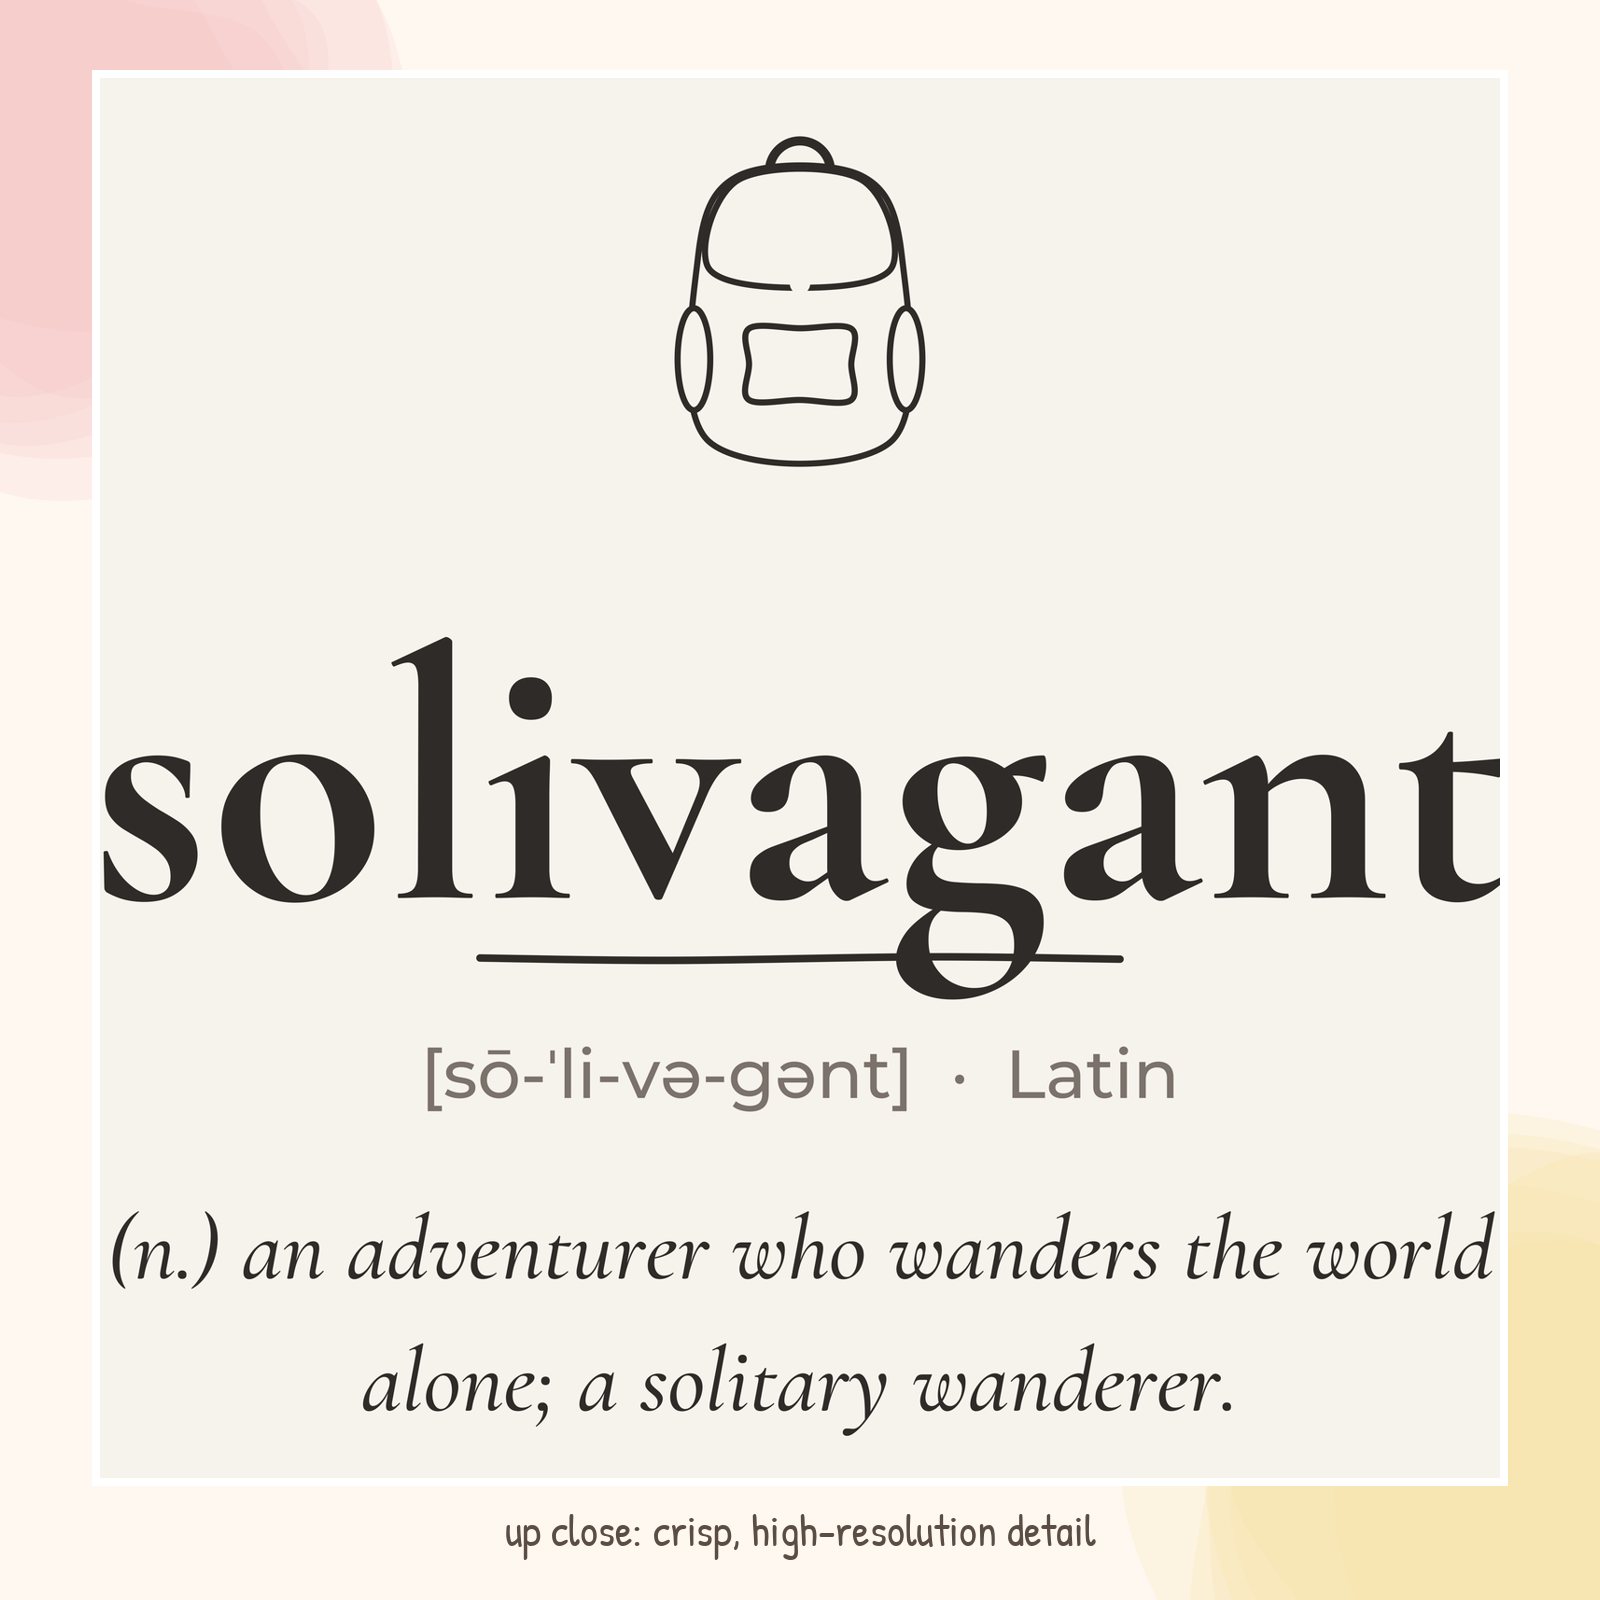 solivagant
[sō-ˈli-və-gənt] · Latin
(n.) an adventurer who wanders the world
alone; a solitary wanderer.
up close: crisp, high-resolution detail